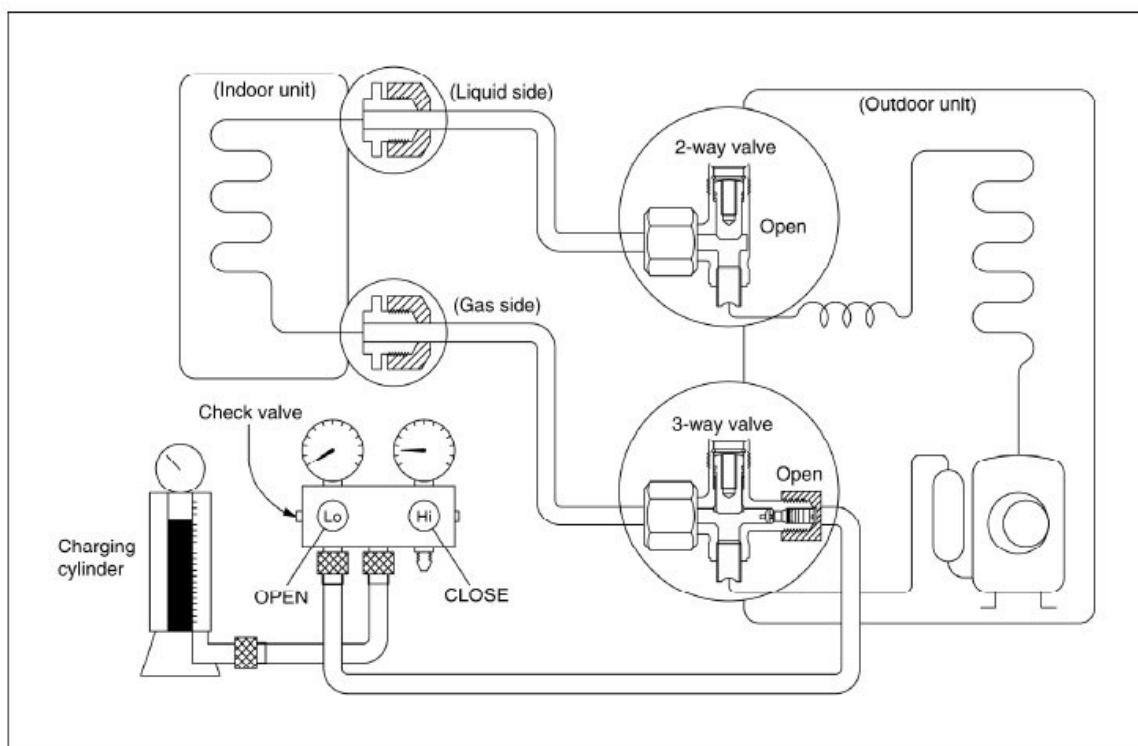 (Indoor unit)
(Liquid side)
(Outdoor unit)
2-way valve
Open
(Gas side)
Check valve
3-way valve
Open
Lo
Hi
Charging
cylinder
OPEN
CLOSE